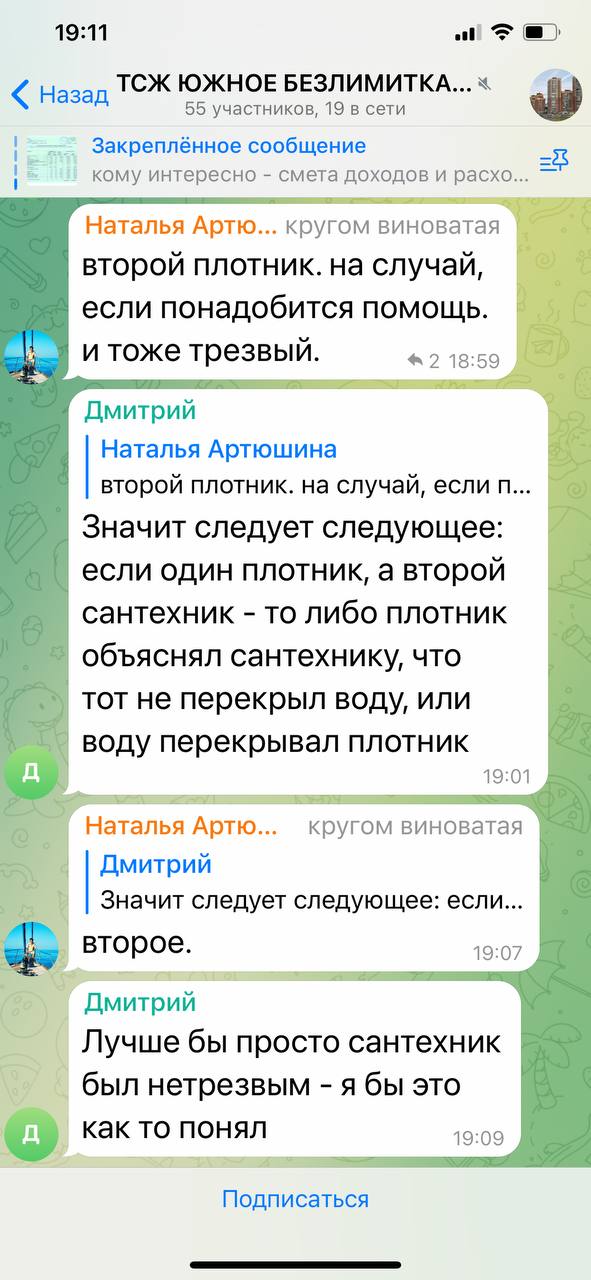 19:11
Назад
ТСЖ ЮЖНОЕ БЕЗЛИМИТКА...
55 участников, 19 в сети
Закреплённое сообщение
кому интересно - смета доходов и расхо...
Наталья Артю... кругом виноватая
второй плотник. на случай,
если понадобится помощь.
и тоже трезвый.
2 18:59
Дмитрий
Наталья Артюшина
второй плотник. на случай, если п...
Значит следует следующее:
если один плотник, а второй
сантехник - то либо плотник
объяснял сантехнику, что
тот не перекрыл воду, или
воду перекрывал плотник
19:01
Д
Наталья Артю... кругом виноватая
Дмитрий
Значит следует следующее: если...
второе.
19:07
Дмитрий
Лучше бы просто сантехник
был нетрезвым - я бы это
как то понял
19:09
Д
Подписаться